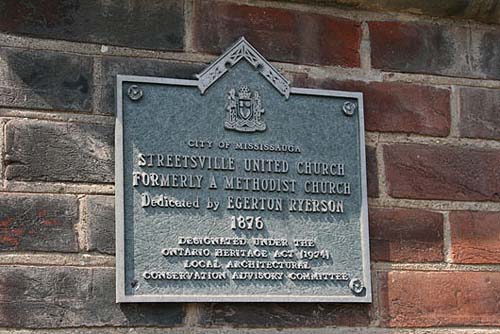 CITY OF MISSISSAUGA
STREETSVILLE UNITED CHURCH
FORMERLY A METHODIST CHURCH
Dedicated by EGERTON RYERSON
1876
DESIGNATED UNDER THE
ONTARIO HERITAGE ACT (1974)
LOCAL ARCHITECTURAL
CONSERVATION ADVISORY COMMITTEE